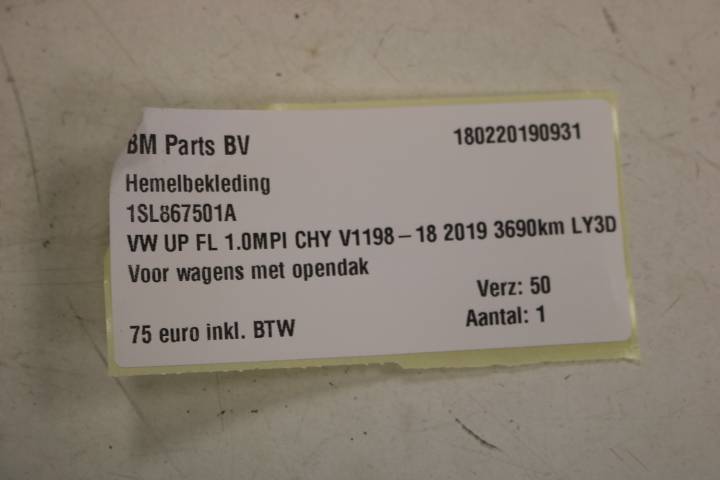 BM Parts BV 180220190931
Hemelbekleding
1SL867501A
VW UP FL 1.0MPI CHY V1198-18 2019 3690km LY3D
Voor wagens met opendak
Verz: 50
75 euro inkl. BTW Aantal: 1